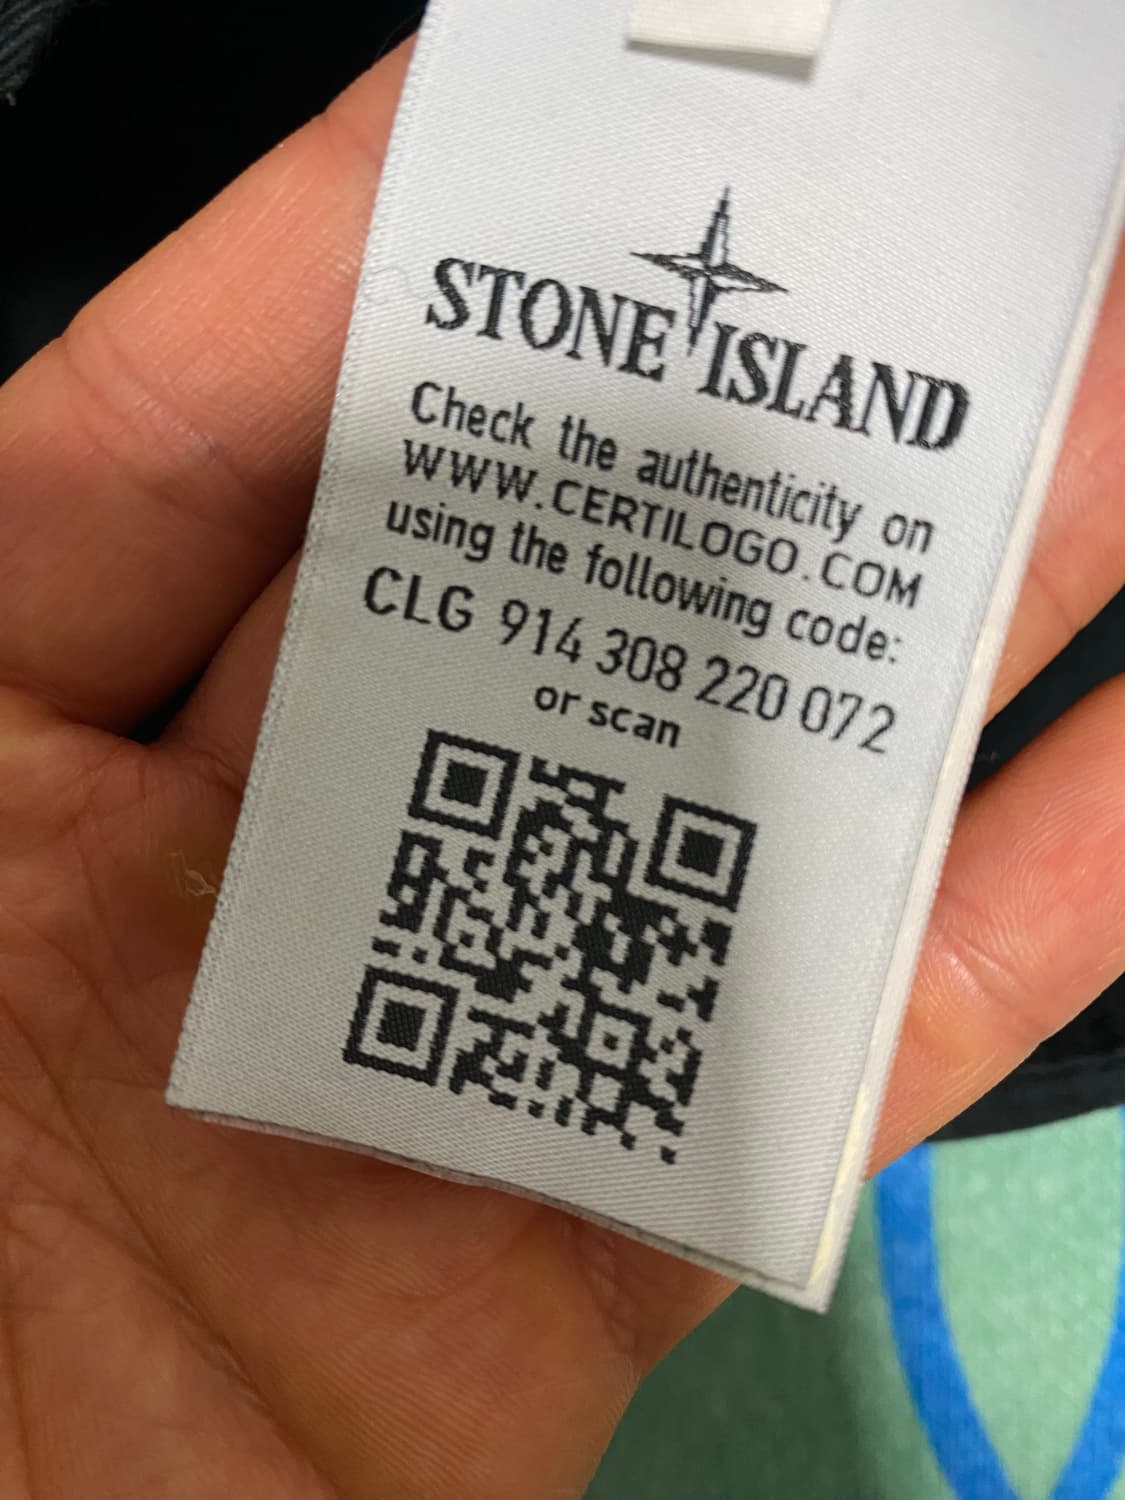 STONE ISLAND
Check the authenticity on
WWW.CERTILOGO.COM
using the following code:
CLG 914 308 220 072
or scan